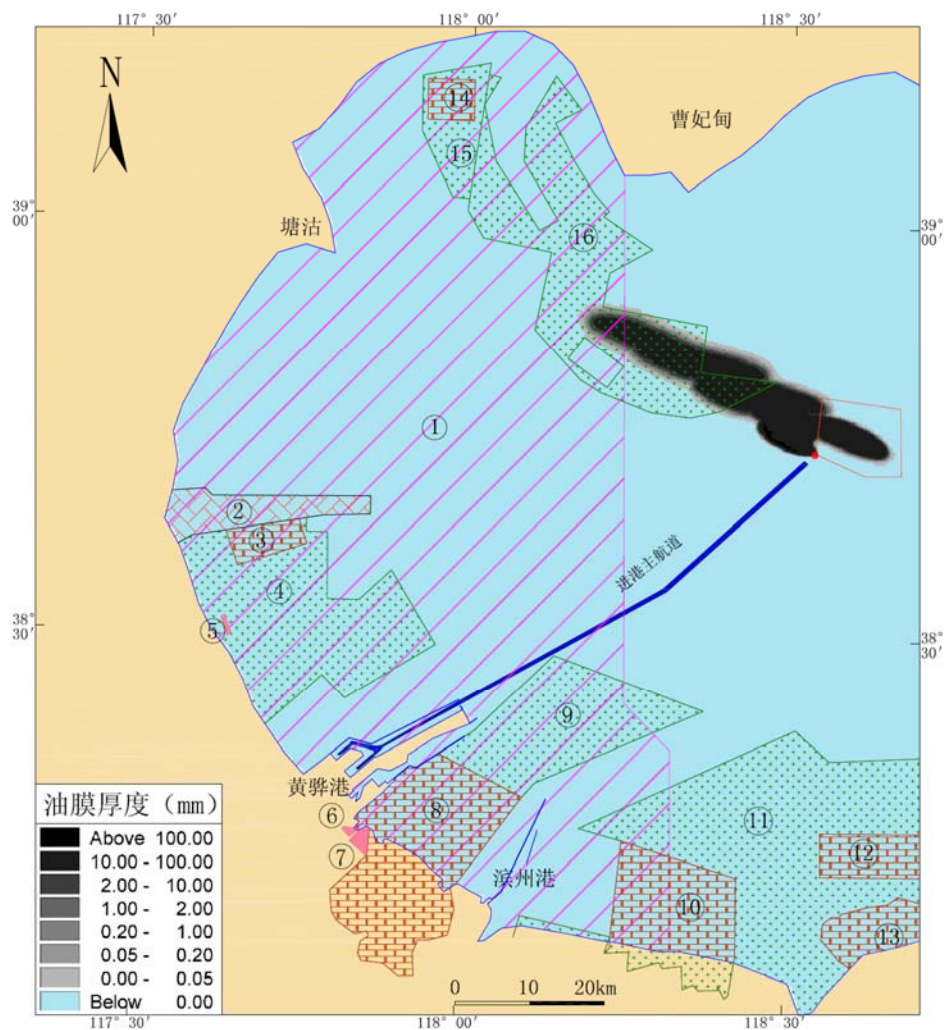 117° 30′
118° 00′
118° 30′
N
曹妃甸
⑭
⑮
39°
00′
39°
00′
塘沽
⑯
①
②
③
进港主航道
④
⑤
38°
30′
38°
30′
⑨
黄骅港
油膜厚度 (mm)
Above 100.00
10.00 - 100.00
2.00 - 10.00
1.00 - 2.00
0.20 - 1.00
0.05 - 0.20
0.00 - 0.05
Below 0.00
⑥
⑦
⑧
⑪
⑫
滨州港
⑩
⑬
0 10 20km
117° 30′
118° 00′
118° 30′